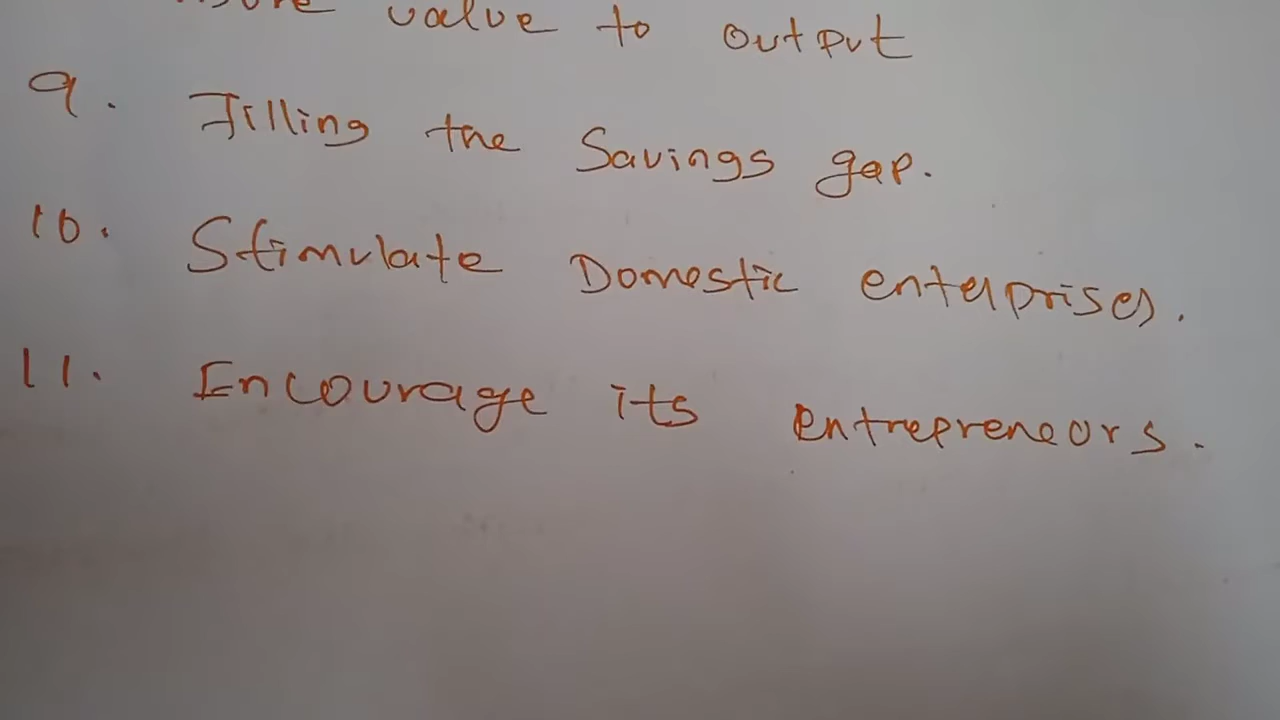 value to output
9. Filling the Savings gap.
10. Stimulate Domestic enterprises.
11. Encourage its entrepreneurs.